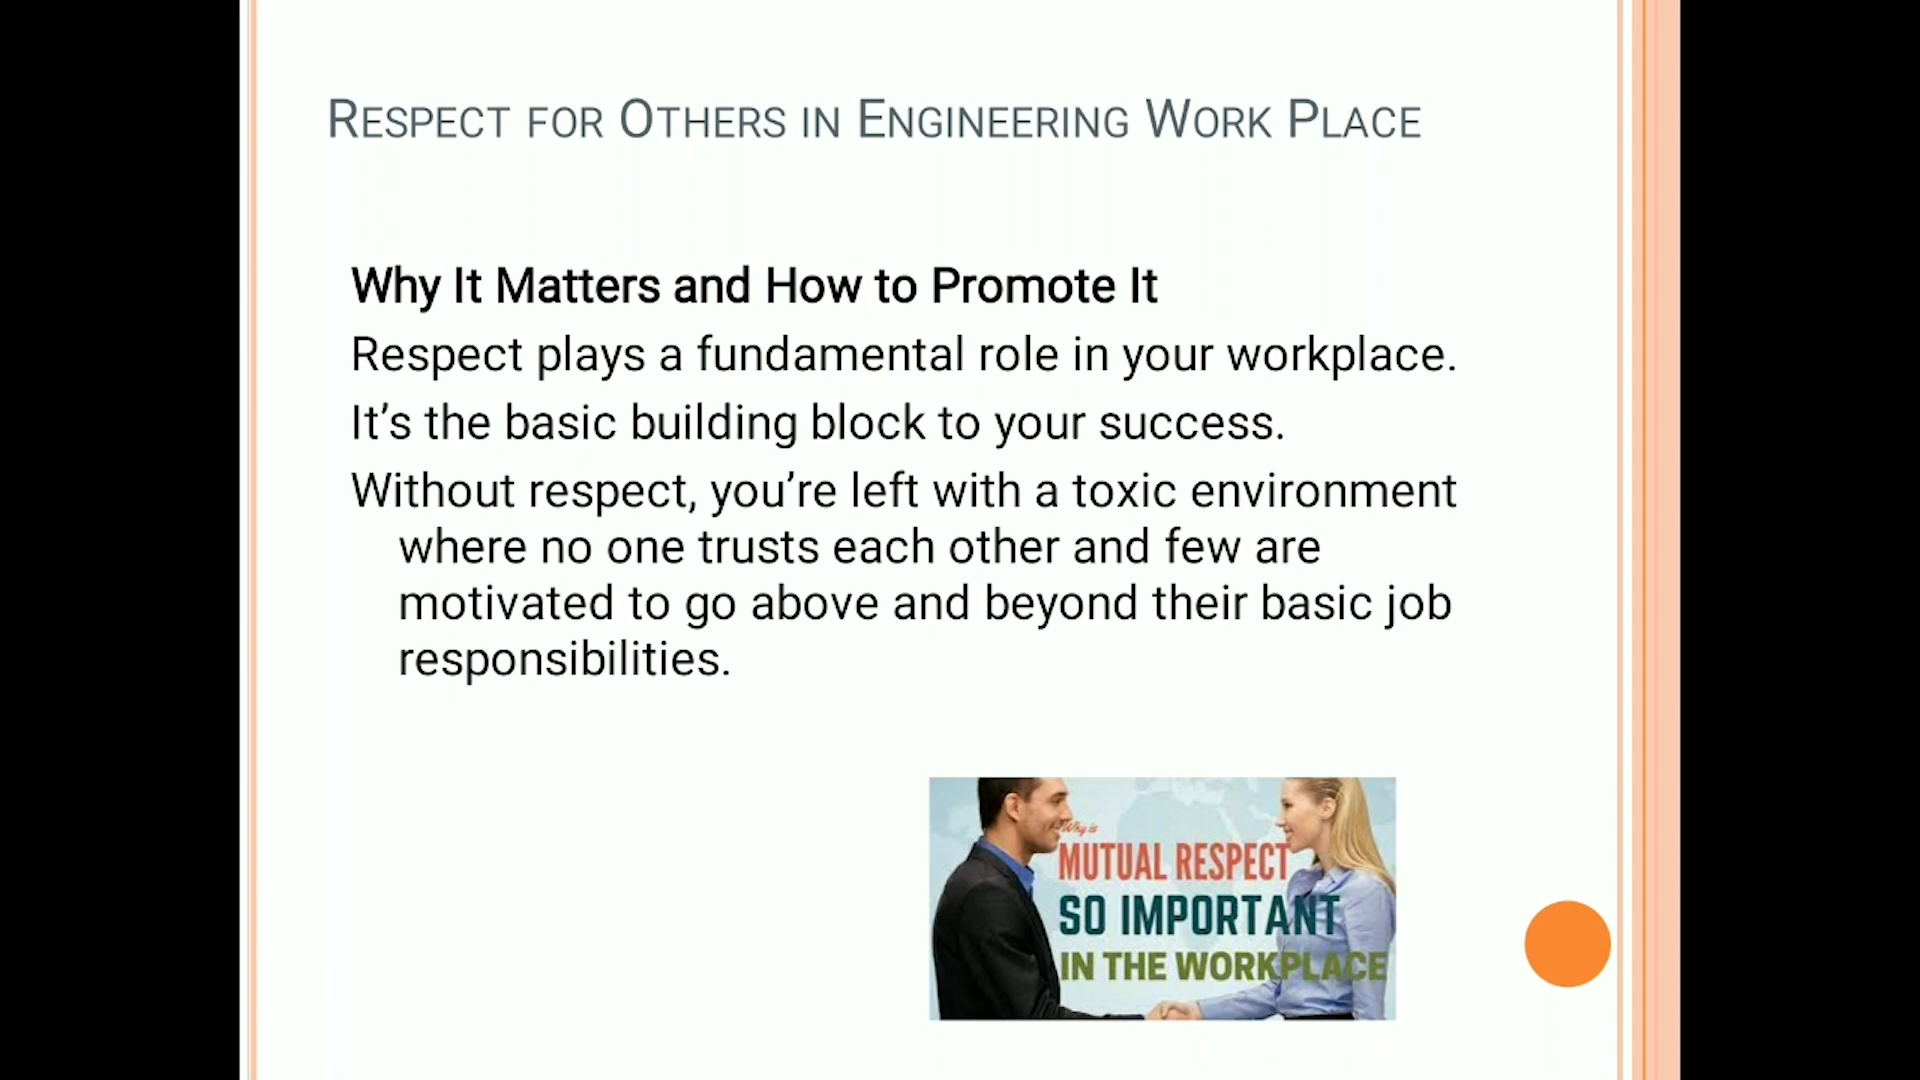 Respect for Others in Engineering Work Place
Why It Matters and How to Promote It
Respect plays a fundamental role in your workplace.
It’s the basic building block to your success.
Without respect, you’re left with a toxic environment
where no one trusts each other and few are
motivated to go above and beyond their basic job
responsibilities.
Why is
MUTUAL RESPECT
SO IMPORTANT
IN THE WORKPLACE